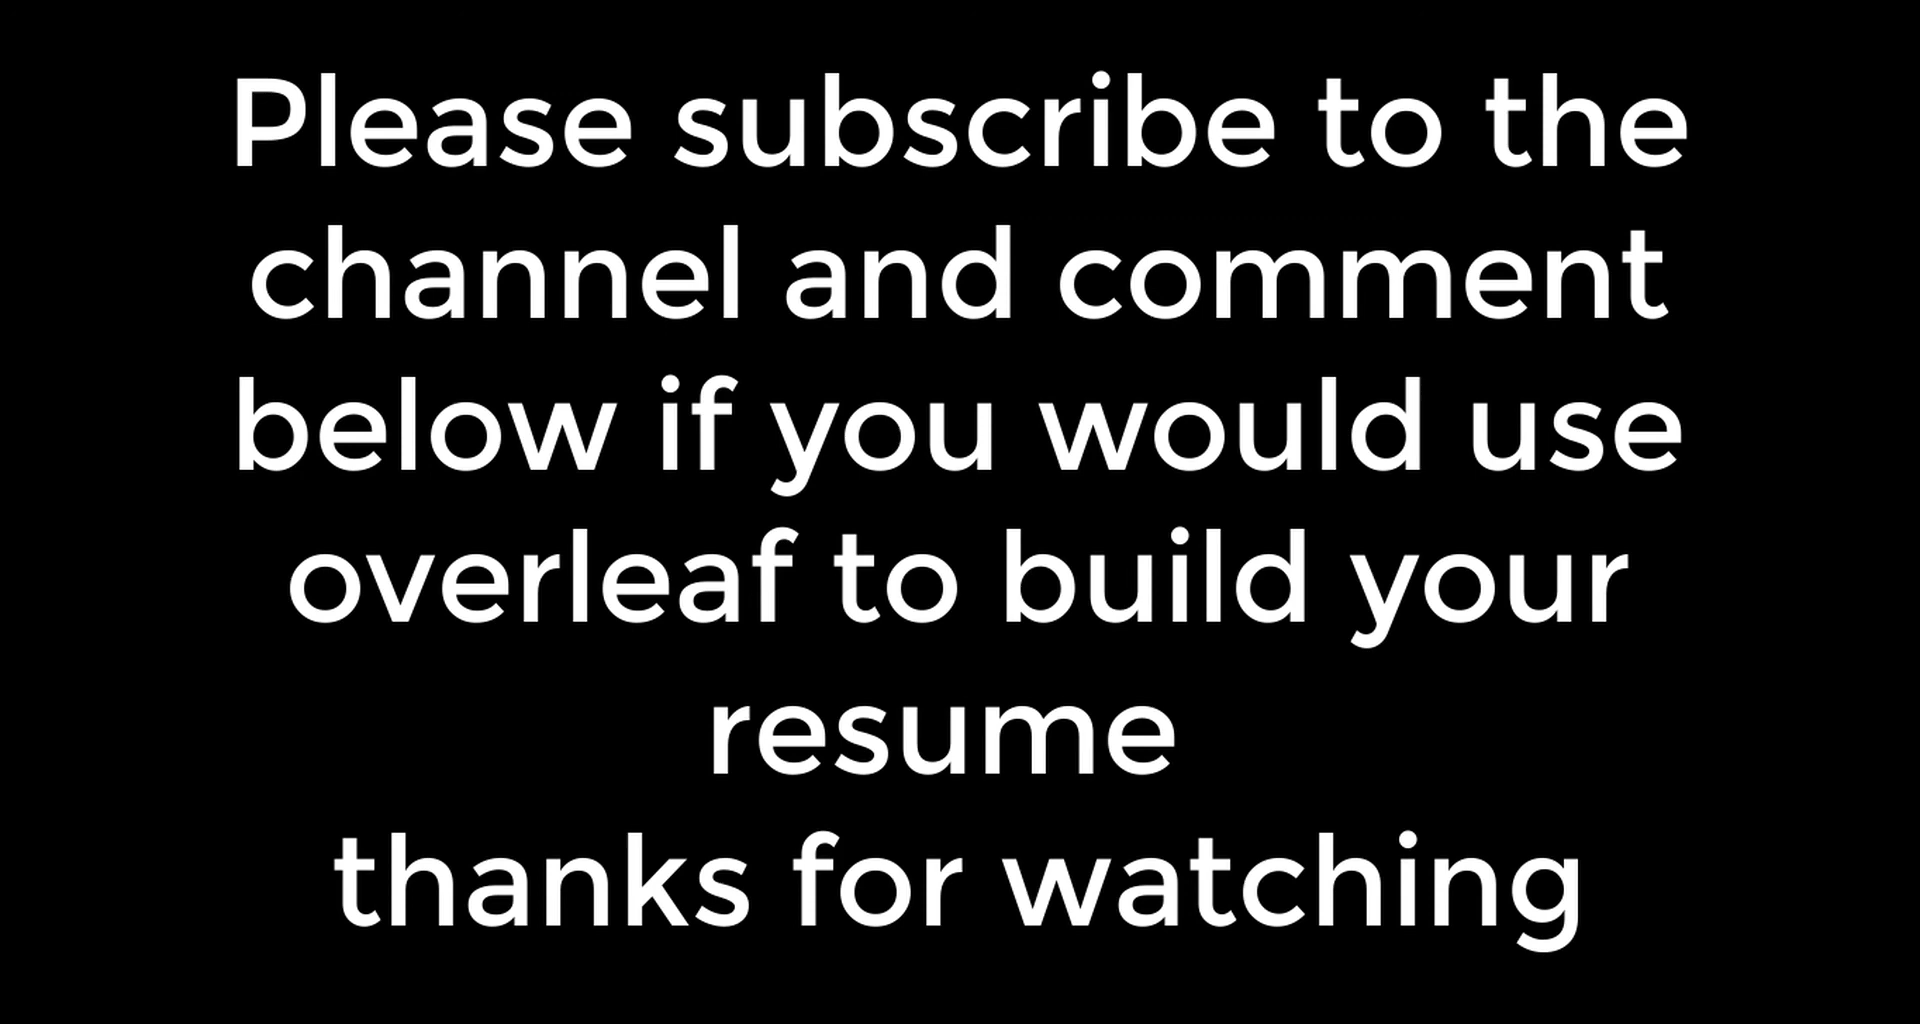 Please subscribe to the
channel and comment
below if you would use
overleaf to build your
resume
thanks for watching